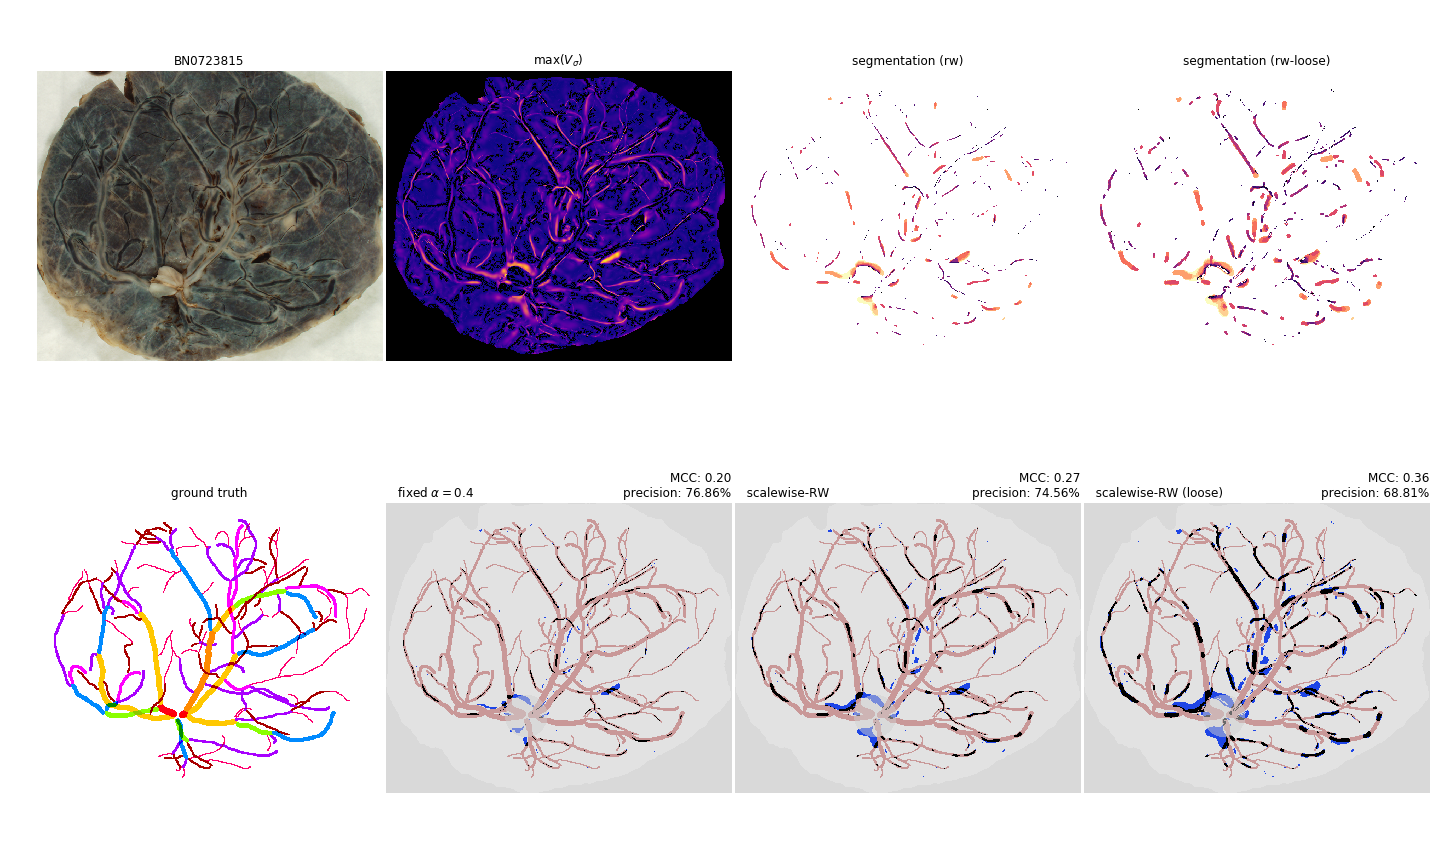 BN0723815
max(V_σ)
segmentation (rw)
segmentation (rw-loose)
ground truth
fixed α = 0.4
MCC: 0.20
precision: 76.86%
scalewise-RW
MCC: 0.27
precision: 74.56%
scalewise-RW (loose)
MCC: 0.36
precision: 68.81%